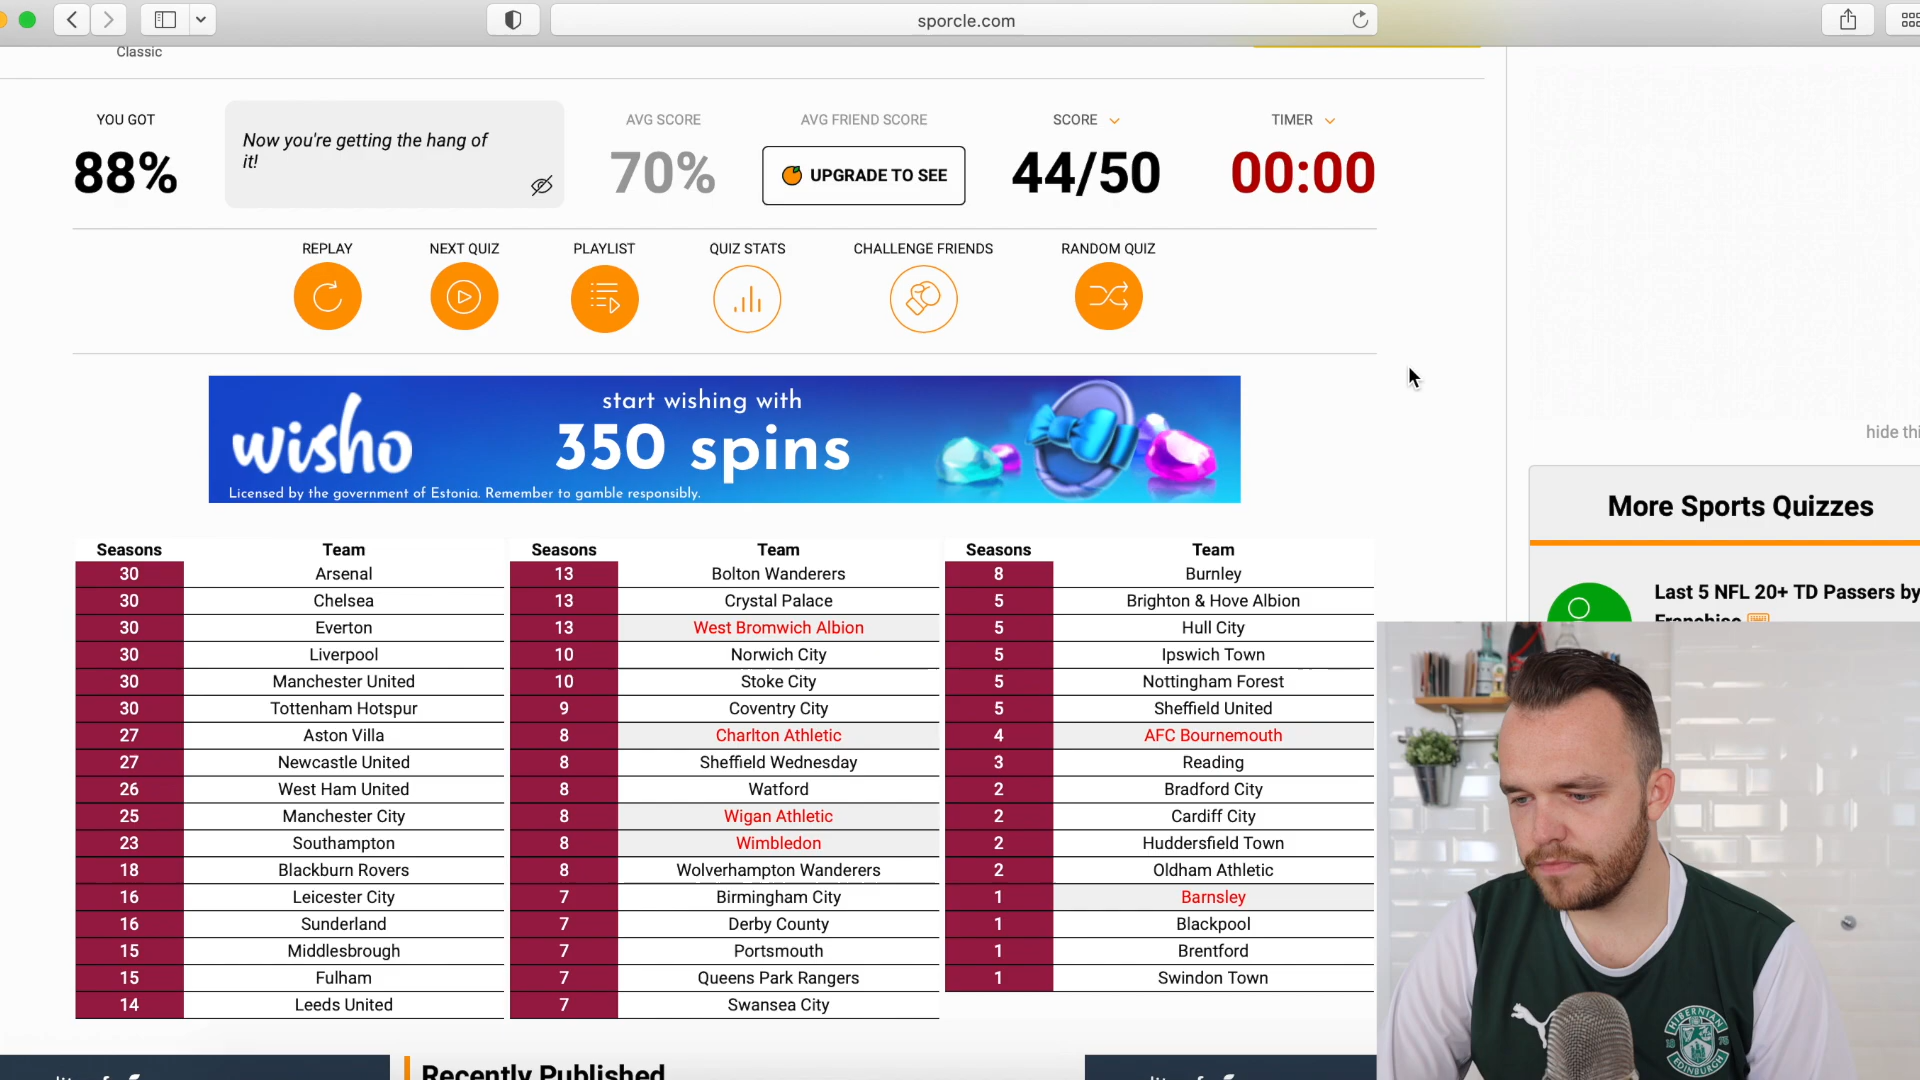 sporcle.com
Classic
YOU GOT
88%
Now you're getting the hang of
it!
AVG SCORE
70%
AVG FRIEND SCORE
UPGRADE TO SEE
SCORE
44/50
TIMER
00:00
REPLAY
NEXT QUIZ
PLAYLIST
QUIZ STATS
CHALLENGE FRIENDS
RANDOM QUIZ
wisho
start wishing with
350 spins
Licensed by the government of Estonia. Remember to gamble responsibly.
hide thi
More Sports Quizzes
Last 5 NFL 20+ TD Passers by
Franchise
Seasons Team
30 Arsenal
30 Chelsea
30 Everton
30 Liverpool
30 Manchester United
30 Tottenham Hotspur
27 Aston Villa
27 Newcastle United
26 West Ham United
25 Manchester City
23 Southampton
18 Blackburn Rovers
16 Leicester City
16 Sunderland
15 Middlesbrough
15 Fulham
14 Leeds United
Seasons Team
13 Bolton Wanderers
13 Crystal Palace
13 West Bromwich Albion
10 Norwich City
10 Stoke City
9 Coventry City
8 Charlton Athletic
8 Sheffield Wednesday
8 Watford
8 Wigan Athletic
8 Wimbledon
8 Wolverhampton Wanderers
7 Birmingham City
7 Derby County
7 Portsmouth
7 Queens Park Rangers
7 Swansea City
Seasons Team
8 Burnley
5 Brighton & Hove Albion
5 Hull City
5 Ipswich Town
5 Nottingham Forest
5 Sheffield United
4 AFC Bournemouth
3 Reading
2 Bradford City
2 Cardiff City
2 Huddersfield Town
2 Oldham Athletic
1 Barnsley
1 Blackpool
1 Brentford
1 Swindon Town
HIBERNIAN
18 75
EDINBURGH
Recently Published